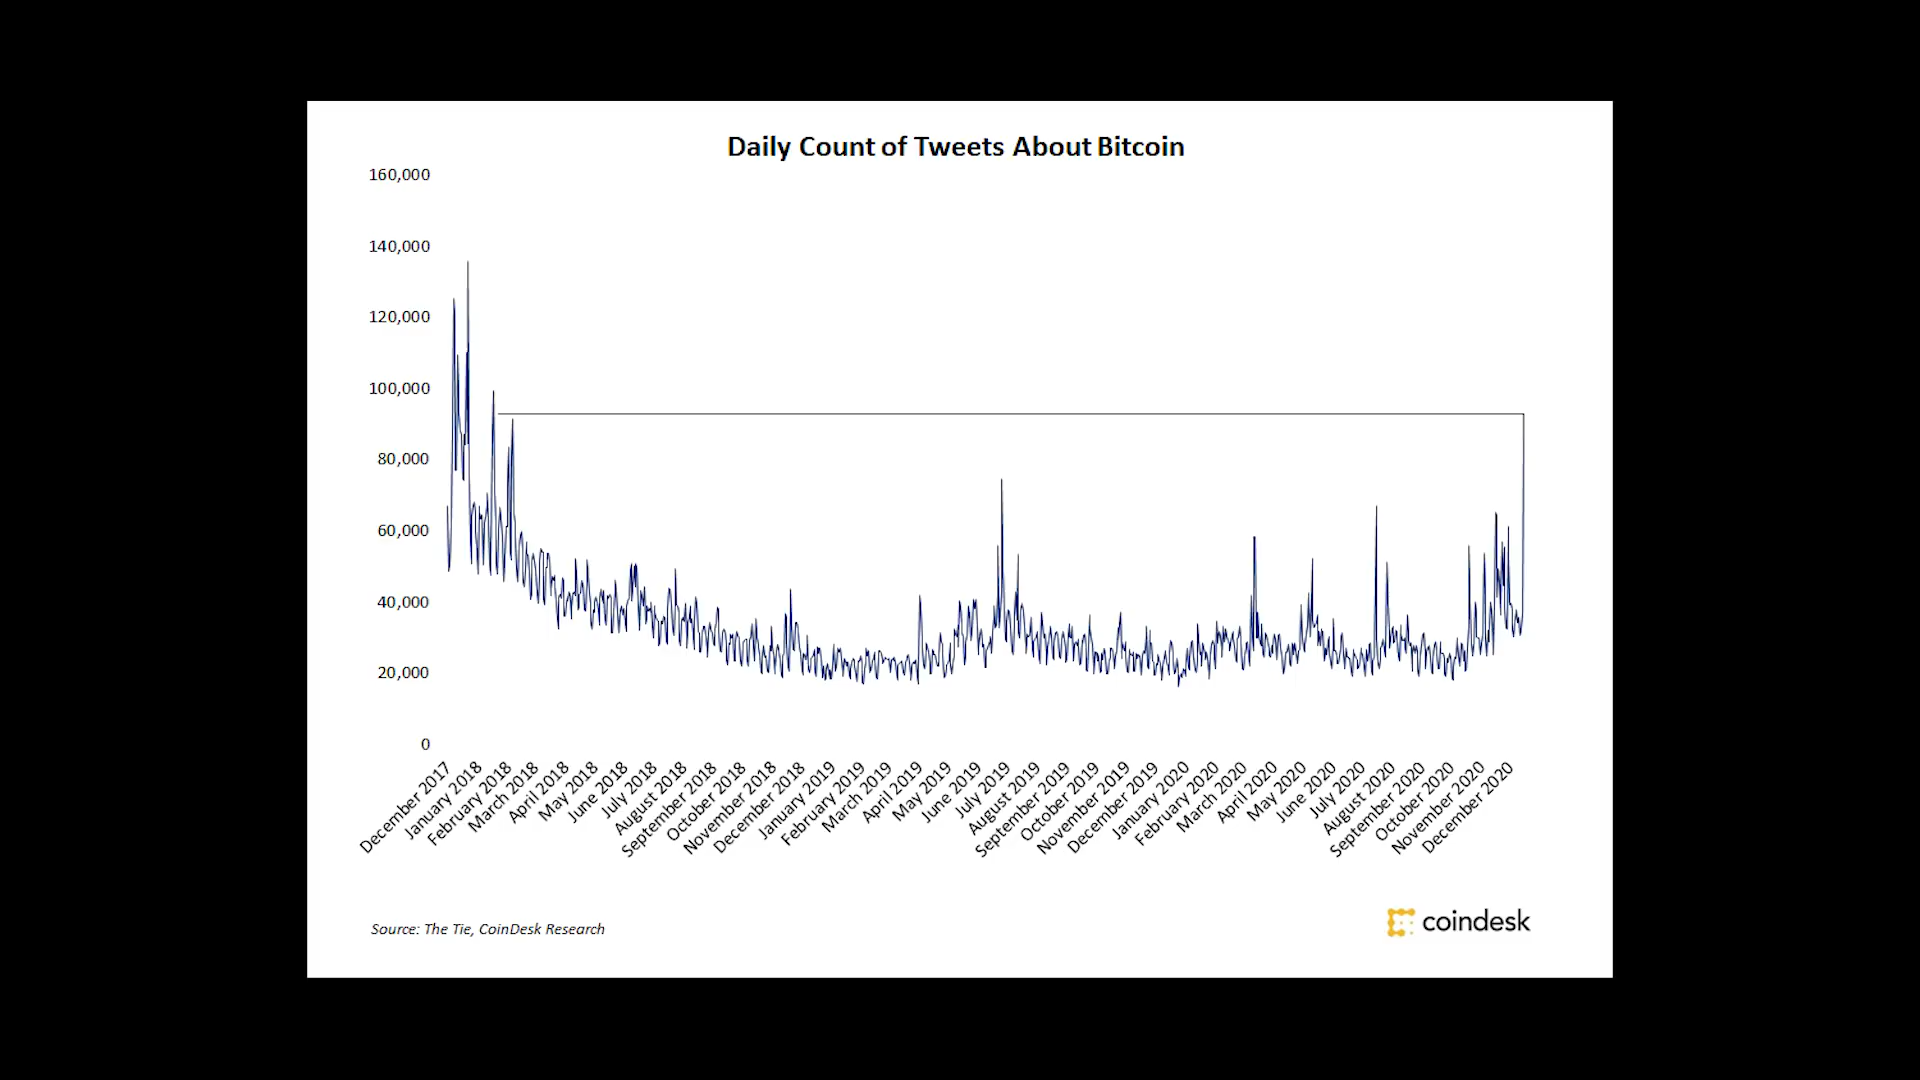 Daily Count of Tweets About Bitcoin
160,000
140,000
120,000
100,000
80,000
60,000
40,000
20,000
0
December 2017
January 2018
February 2018
March 2018
April 2018
May 2018
June 2018
July 2018
August 2018
September 2018
October 2018
November 2018
December 2018
January 2019
February 2019
March 2019
April 2019
May 2019
June 2019
July 2019
August 2019
September 2019
October 2019
November 2019
December 2019
January 2020
February 2020
March 2020
April 2020
May 2020
June 2020
July 2020
August 2020
September 2020
October 2020
November 2020
December 2020
Source: The Tie, CoinDesk Research
coindesk